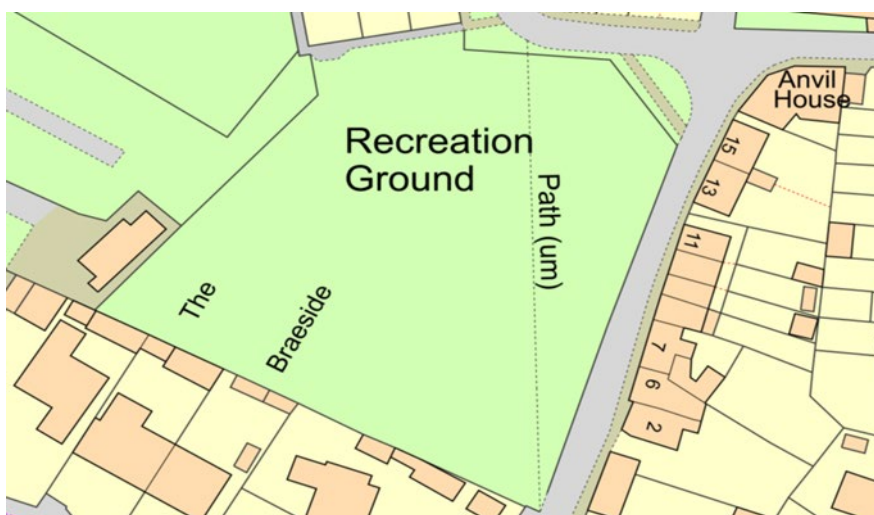 Anvil
House
Recreation
Ground
15
13
Path (um)
11
The
Braeside
7
6
2